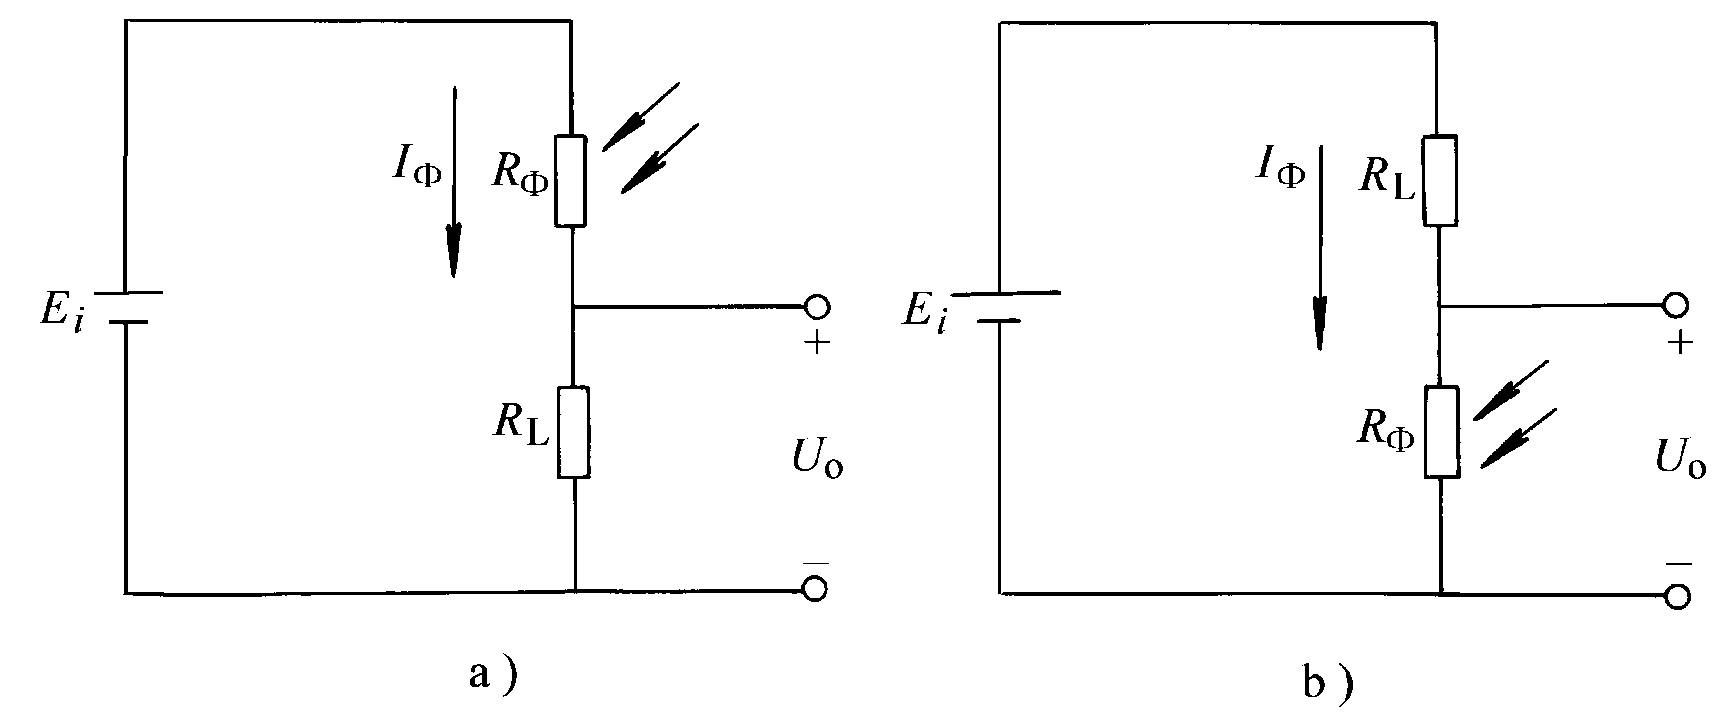 I_Φ R_Φ
E_i
+
R_L
U_o
−
a )
I_Φ R_L
E_i
+
R_Φ
U_o
−
b )